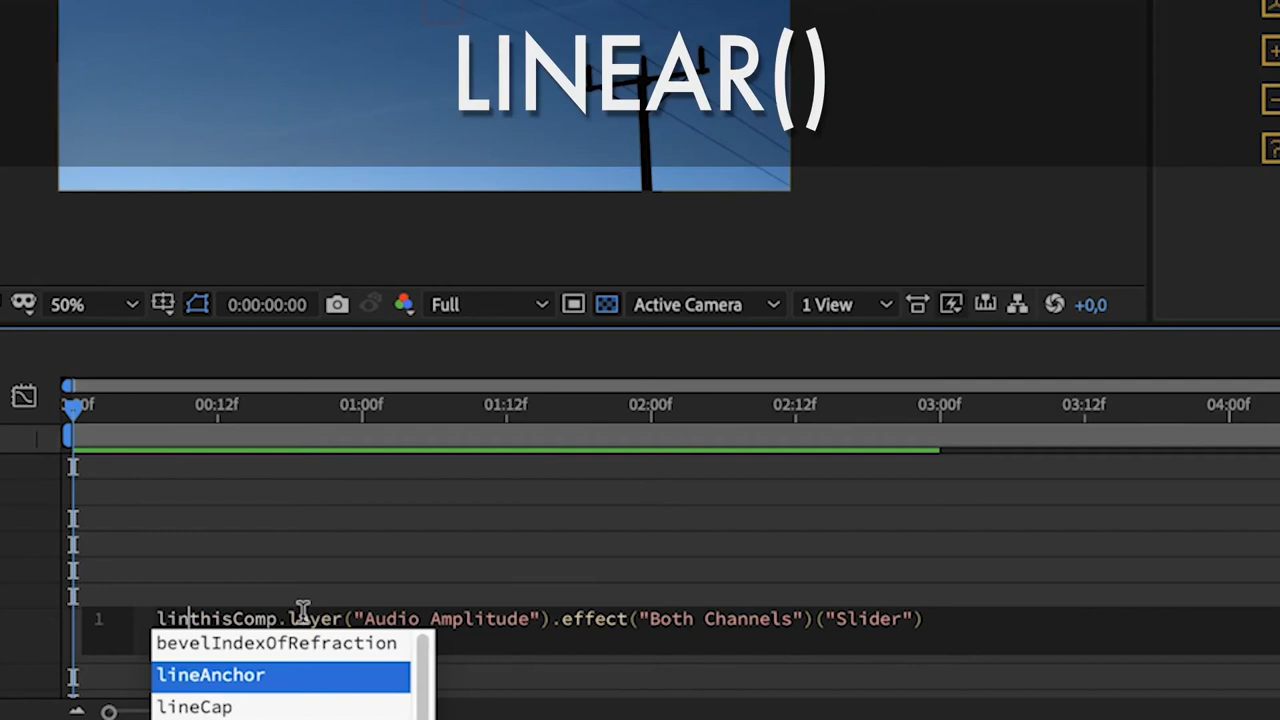 LINEAR()
50%
0:00:00:00
Full
Active Camera
1 View
+0,0
00f
00:12f
01:00f
01:12f
02:00f
02:12f
03:00f
03:12f
04:00f
1
linthisComp.layer("Audio Amplitude").effect("Both Channels")("Slider")
bevelIndexOfRefraction
lineAnchor
lineCap